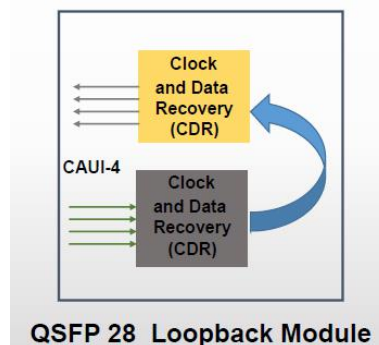 Clock
and Data
Recovery
(CDR)
CAUI-4
Clock
and Data
Recovery
(CDR)
QSFP 28 Loopback Module